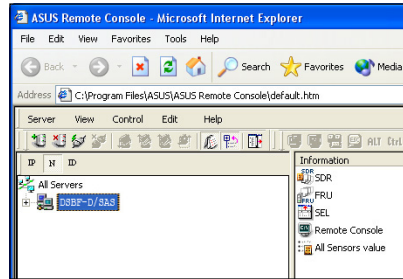 ASUS Remote Console - Microsoft Internet Explorer
File Edit View Favorites Tools Help
Back Search Favorites Media
Address C:\Program Files\ASUS\ASUS Remote Console\default.htm
Server View Control Edit Help
ALT Ctrl
IP N ID
All Servers
DSBF-D/SAS
Information
SDR SDR
FRU FRU
SEL
Remote Console
All Sensors value